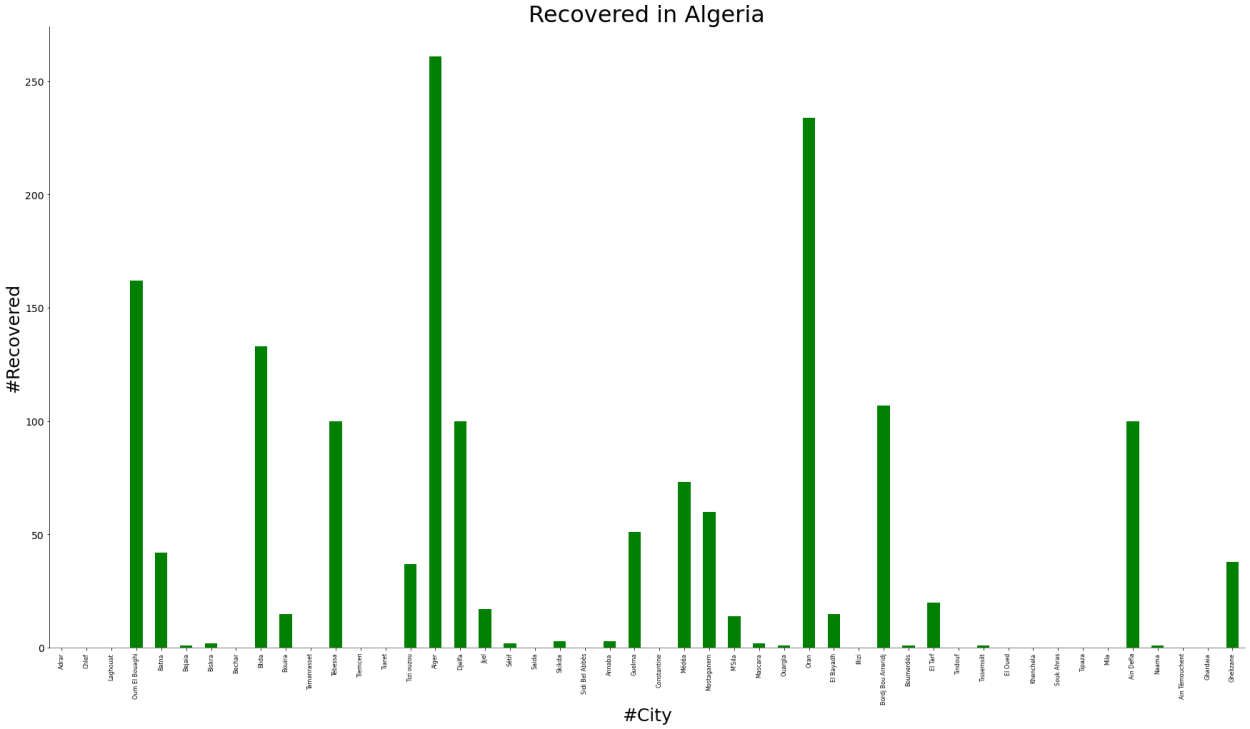 Recovered in Algeria
#Recovered
250
200
150
100
50
0
Adrar
Chlef
Laghouat
Oum El Bouaghi
Batna
Bejaia
Biskra
Bechar
Blida
Bouira
Tamanrasset
Tébessa
Tlemcen
Tiaret
Tizi ouzou
Alger
Djelfa
Jijel
Sétif
Saida
Skikda
Sidi Bel Abbès
Annaba
Guelma
Constantine
Médéa
Mostaganem
M'Sila
Mascara
Ouargla
Oran
El Bayadh
Illizi
Bordj Bou Arreridj
Boumerdès
El Tarf
Tindouf
Tissemsilt
El Oued
Khenchela
Souk Ahras
Tipaza
Mila
Ain Defla
Naama
Ain Témouchent
Ghardaia
Ghelizane
#City